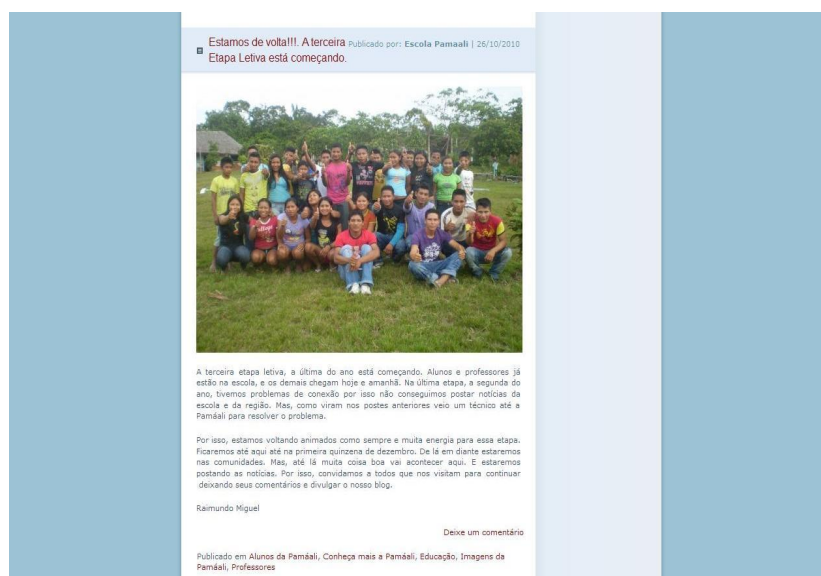 Estamos de volta!!!. A terceira Publicado por: Escola Pamaali | 26/10/2010
Etapa Letiva está começando.
A terceira etapa letiva, a última do ano está começando. Alunos e professores já
estão na escola, e os demais chegam hoje e amanhã. Na última etapa, a segunda do
ano, tivemos problemas de conexão por isso não conseguimos postar notícias da
escola e da região. Mas, como viram nos postes anteriores veio um técnico até a
Pamáali para resolver o problema.
Por isso, estamos voltando animados como sempre e muita energia para essa etapa.
Ficaremos até aqui até na primeira quinzena de dezembro. De lá em diante estaremos
nas comunidades. Mas, até lá muita coisa boa vai acontecer aqui. E estaremos
postando as notícias. Por isso, convidamos a todos que nos visitam para continuar
deixando seus comentários e divulgar o nosso blog.
Raimundo Miguel
Deixe um comentário
Publicado em Alunos da Pamáali, Conheça mais a Pamáali, Educação, Imagens da
Pamáali, Professores